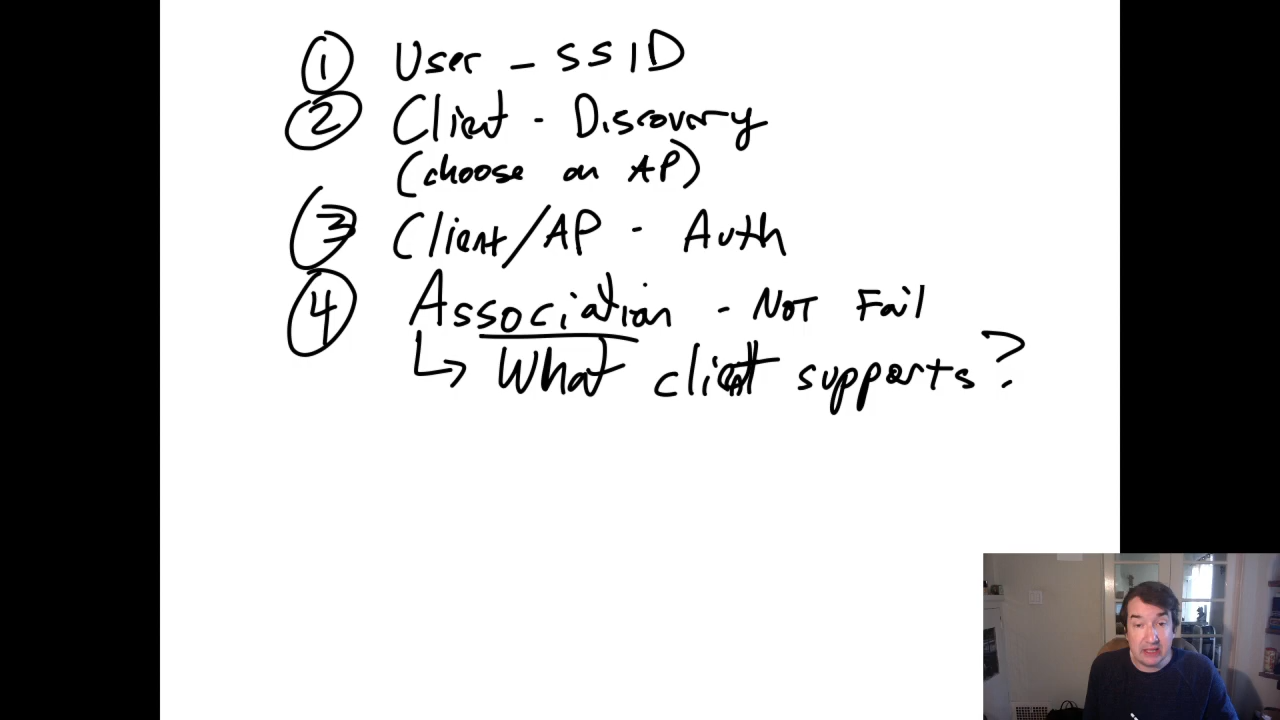 1 User - SSID
2 Client - Discovery
(choose an AP)
3 Client/AP - Auth
4 Association - NOT Fail
↳ What client supports?